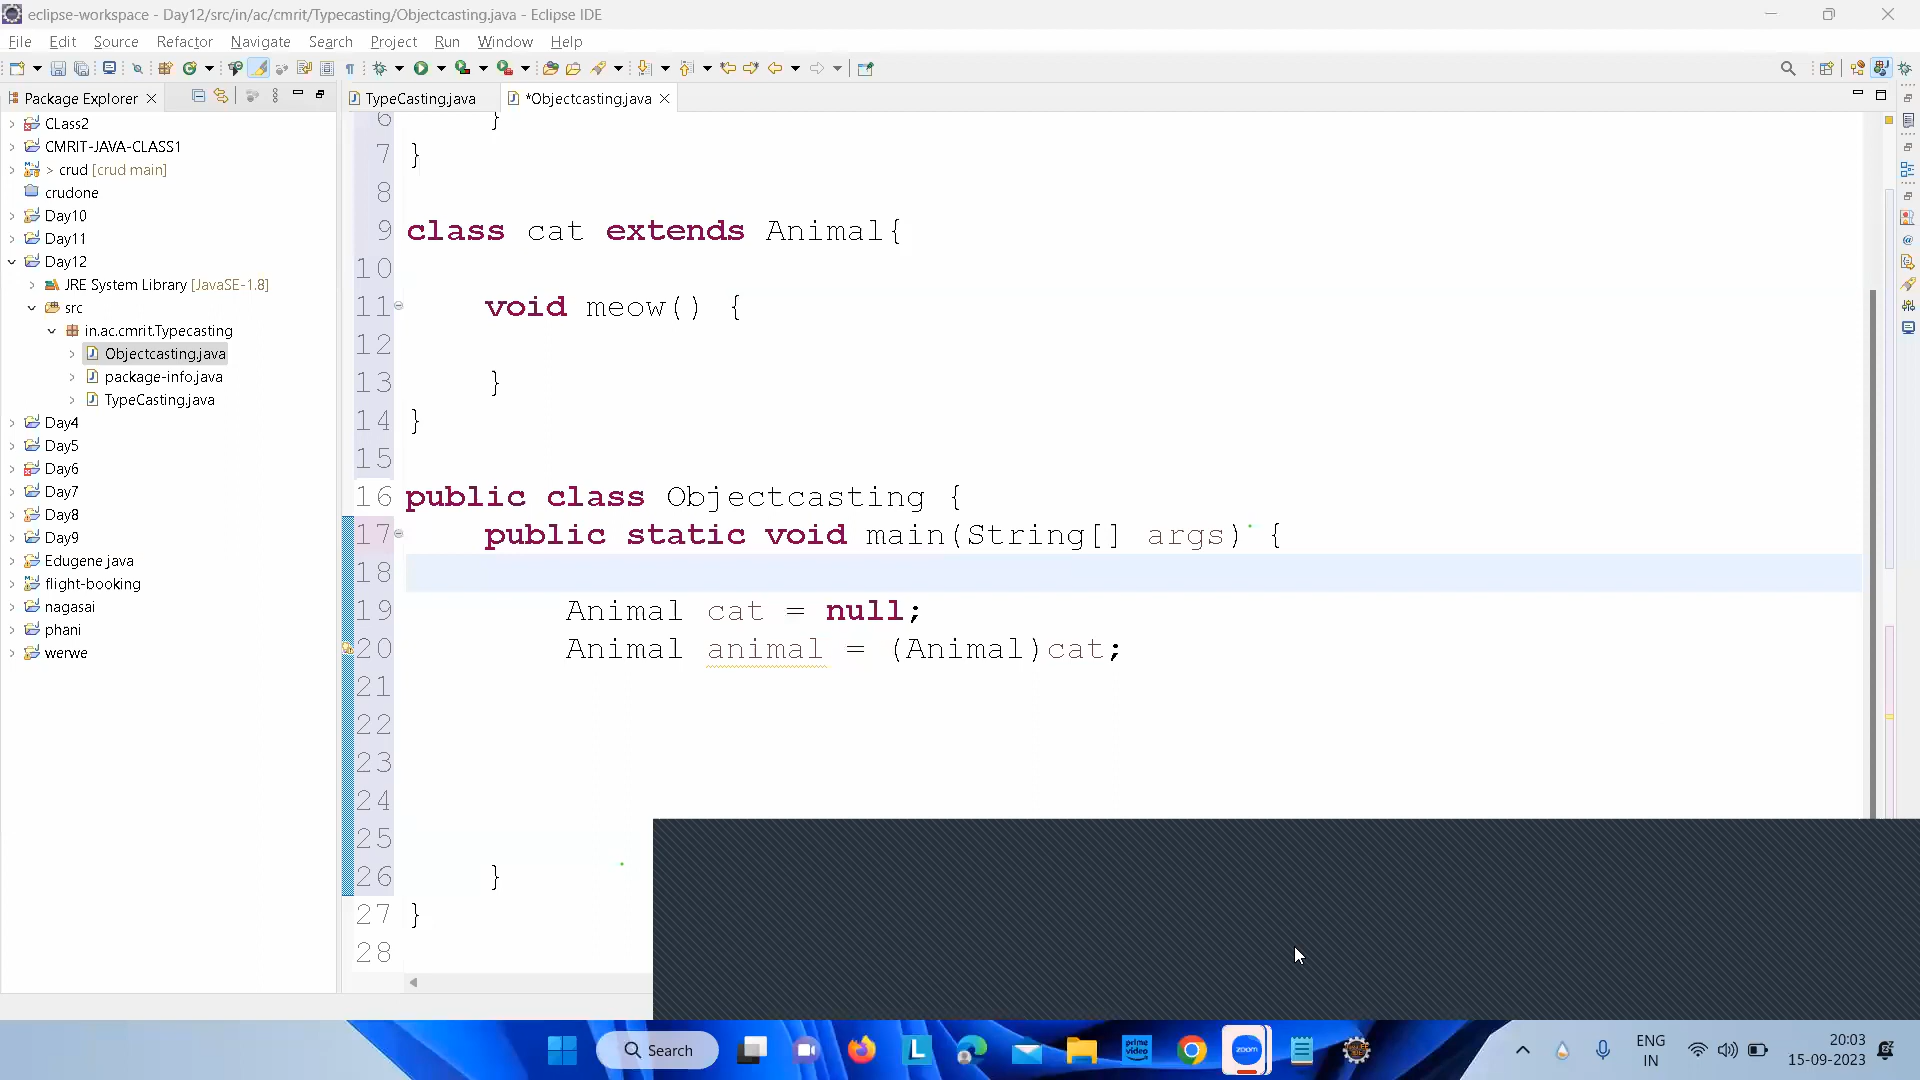 eclipse-workspace - Day12/src/in/ac/cmrit/Typecasting/Objectcasting.java - Eclipse IDE
File Edit Source Refactor Navigate Search Project Run Window Help
Package Explorer
TypeCasting.java
*Objectcasting.java
CLass2
CMRIT-JAVA-CLASS1
> crud [crud main]
crudone
Day10
Day11
Day12
JRE System Library [JavaSE-1.8]
src
in.ac.cmrit.Typecasting
Objectcasting.java
package-info.java
TypeCasting.java
Day4
Day5
Day6
Day7
Day8
Day9
Edugene java
flight-booking
nagasai
phani
werwe
6 }
7 }
8
9 class cat extends Animal{
10
11 void meow() {
12
13 }
14 }
15
16 public class Objectcasting {
17 public static void main(String[] args) {
18
19 Animal cat = null;
20 Animal animal = (Animal)cat;
21
22
23
24
25
26 }
27 }
28
Search
L
prime video
zoom
ENG
IN
20:03
15-09-2023